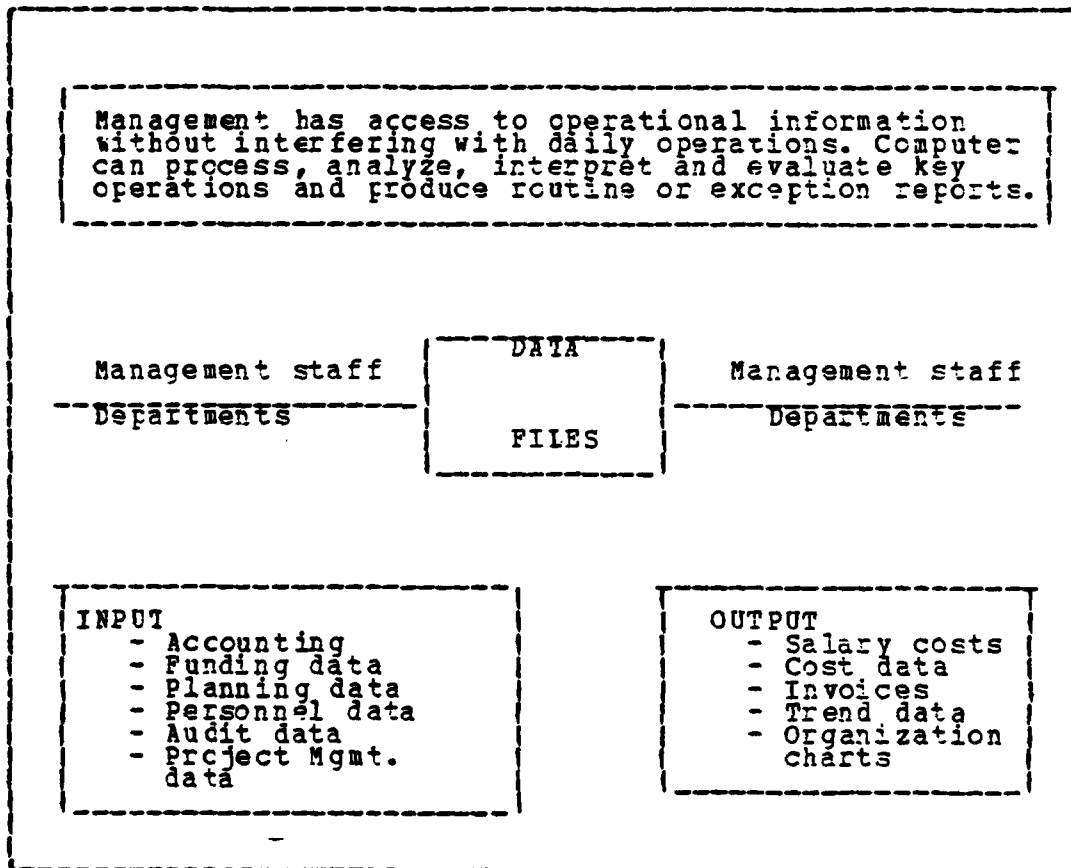 Management has access to operational information
without interfering with daily operations. Computer
can process, analyze, interpret and evaluate key
operations and produce routine or exception reports.
DATA
FILES
Management staff
Departments
Management staff
Departments
INPUT
- Accounting
- Funding data
- Planning data
- Personnel data
- Audit data
- Project Mgmt.
data
OUTPUT
- Salary costs
- Cost data
- Invoices
- Trend data
- Organization
charts